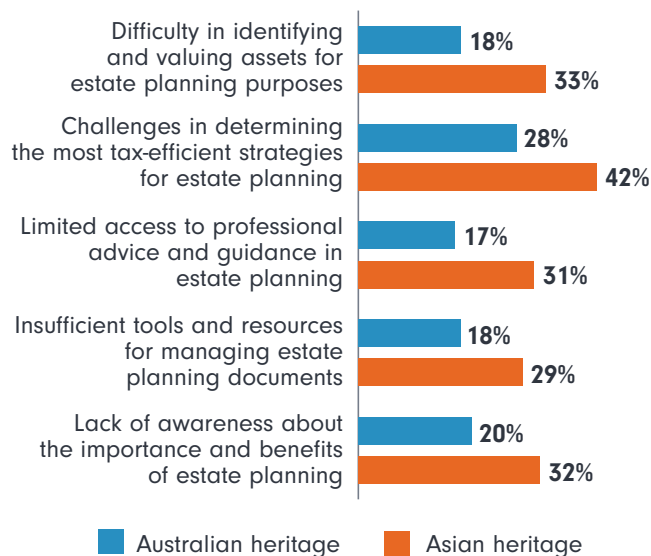 Difficulty in identifying
and valuing assets for
estate planning purposes
18%
33%
Challenges in determining
the most tax-efficient strategies
for estate planning
28%
42%
Limited access to professional
advice and guidance in
estate planning
17%
31%
Insufficient tools and resources
for managing estate
planning documents
18%
29%
Lack of awareness about
the importance and benefits
of estate planning
20%
32%
Australian heritage
Asian heritage